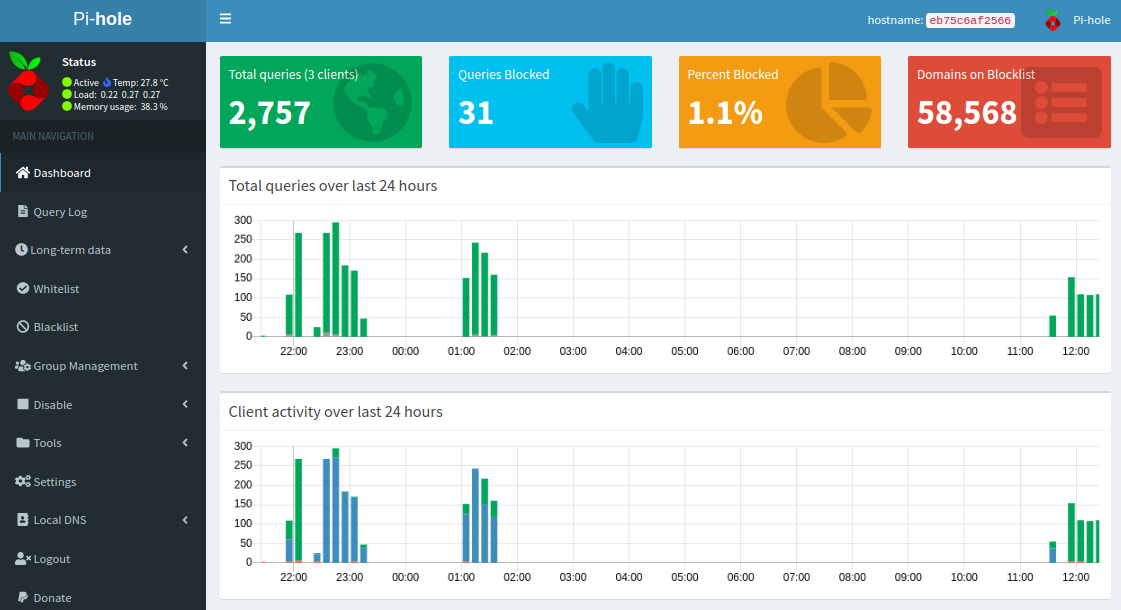 Pi-hole
hostname: eb75c6af2566
Pi-hole
Status
Active Temp: 27.8 °C
Load: 0.22 0.27 0.27
Memory usage: 38.3 %
MAIN NAVIGATION
Dashboard
Query Log
Long-term data
Whitelist
Blacklist
Group Management
Disable
Tools
Settings
Local DNS
Logout
Donate
Total queries (3 clients)
2,757
Queries Blocked
31
Percent Blocked
1.1%
Domains on Blocklist
58,568
Total queries over last 24 hours
300
250
200
150
100
50
0
22:00 23:00 00:00 01:00 02:00 03:00 04:00 05:00 06:00 07:00 08:00 09:00 10:00 11:00 12:00
Client activity over last 24 hours
300
250
200
150
100
50
0
22:00 23:00 00:00 01:00 02:00 03:00 04:00 05:00 06:00 07:00 08:00 09:00 10:00 11:00 12:00